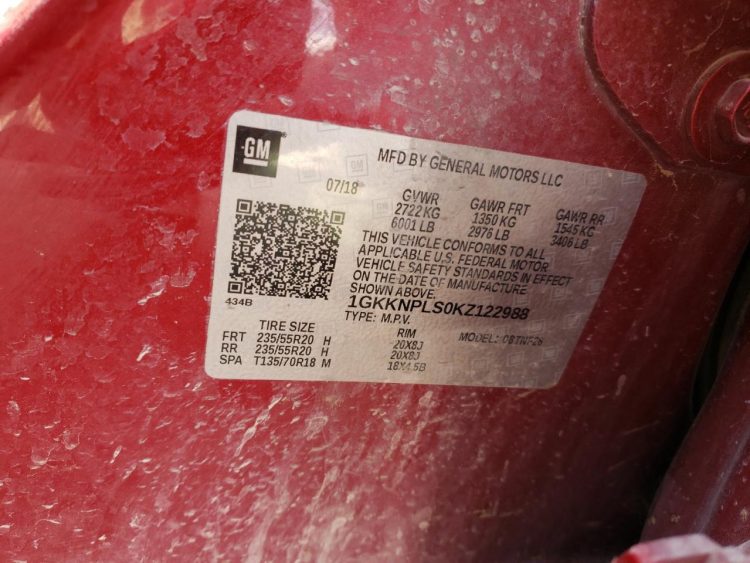 GM
MFD BY GENERAL MOTORS LLC
07/18
GVWR GAWR FRT GAWR RR
2722 KG 1350 KG 1545 KG
6001 LB 2976 LB 3406 LB
THIS VEHICLE CONFORMS TO ALL
APPLICABLE U.S. FEDERAL MOTOR
VEHICLE SAFETY STANDARDS IN EFFECT
ON THE DATE OF MANUFACTURE
SHOWN ABOVE.
434B
1GKKNPLS0KZ122988
TYPE: M.P.V. MODEL:
TIRE SIZE RIM
FRT 235/55R20 H 20X8J
RR 235/55R20 H 20X8J
SPA T135/70R18 M 18X4.5B